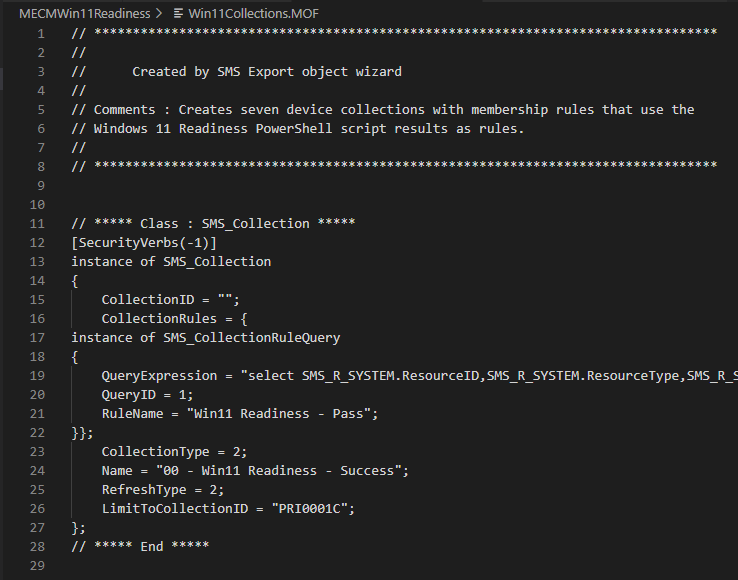 MECMWin11Readiness > Win11Collections.MOF
1 // *********************************************************************************
2 //
3 //      Created by SMS Export object wizard
4 //
5 // Comments : Creates seven device collections with membership rules that use the
6 // Windows 11 Readiness PowerShell script results as rules.
7 //
8 // *********************************************************************************
9
10
11 // ***** Class : SMS_Collection *****
12 [SecurityVerbs(-1)]
13 instance of SMS_Collection
14 {
15     CollectionID = "";
16     CollectionRules = {
17 instance of SMS_CollectionRuleQuery
18 {
19     QueryExpression = "select SMS_R_SYSTEM.ResourceID,SMS_R_SYSTEM.ResourceType,SMS_R_S
20     QueryID = 1;
21     RuleName = "Win11 Readiness - Pass";
22 }};
23     CollectionType = 2;
24     Name = "00 - Win11 Readiness - Success";
25     RefreshType = 2;
26     LimitToCollectionID = "PRI0001C";
27 };
28 // ***** End *****
29